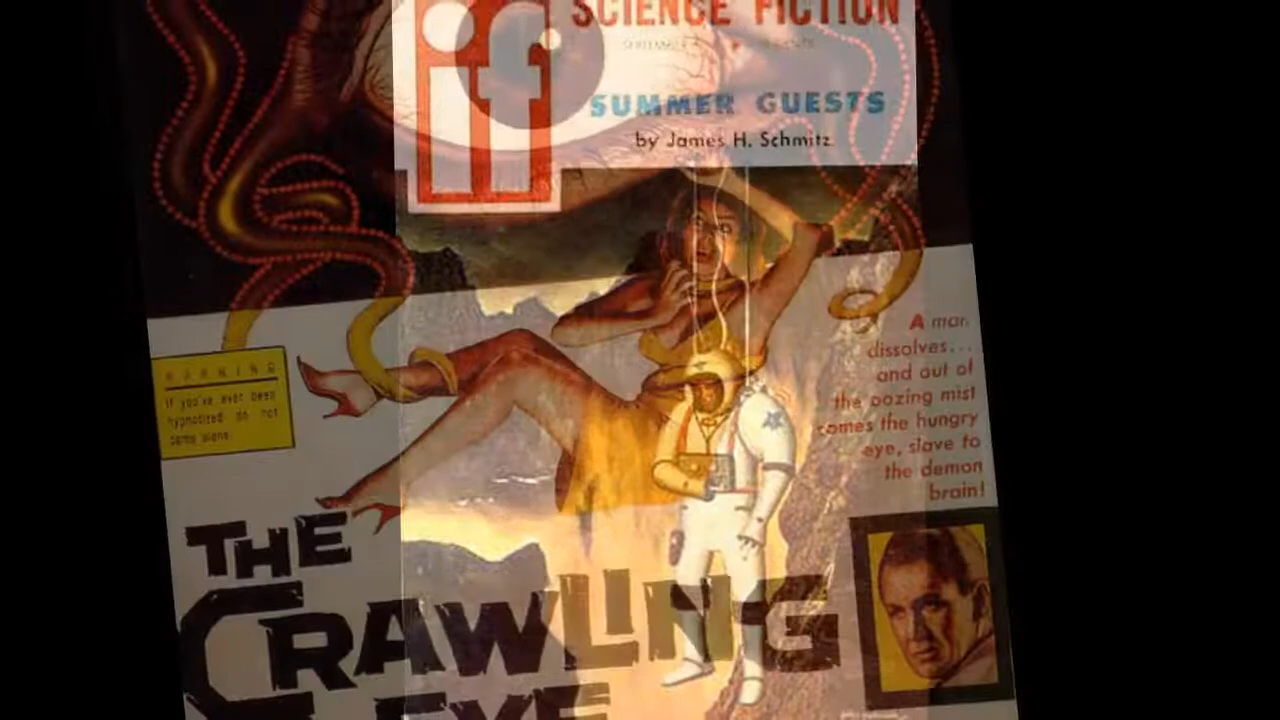 SCIENCE FICTION
if
SUMMER GUESTS
by James H. Schmitz
WARNING
If you've ever been
hypnotized do not
come alone.
A man
dissolves...
and out of
the oozing mist
comes the hungry
eye, slave to
the demon
brain!
THE
CRAWLING
EYE